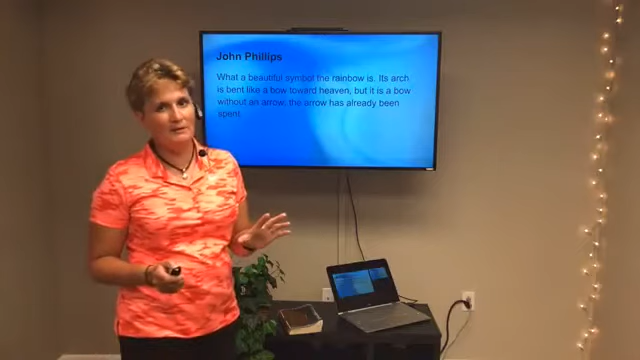 John Phillips
What a beautiful symbol the rainbow is. Its arch
is bent like a bow toward heaven, but it is a bow
without an arrow; the arrow has already been
spent.